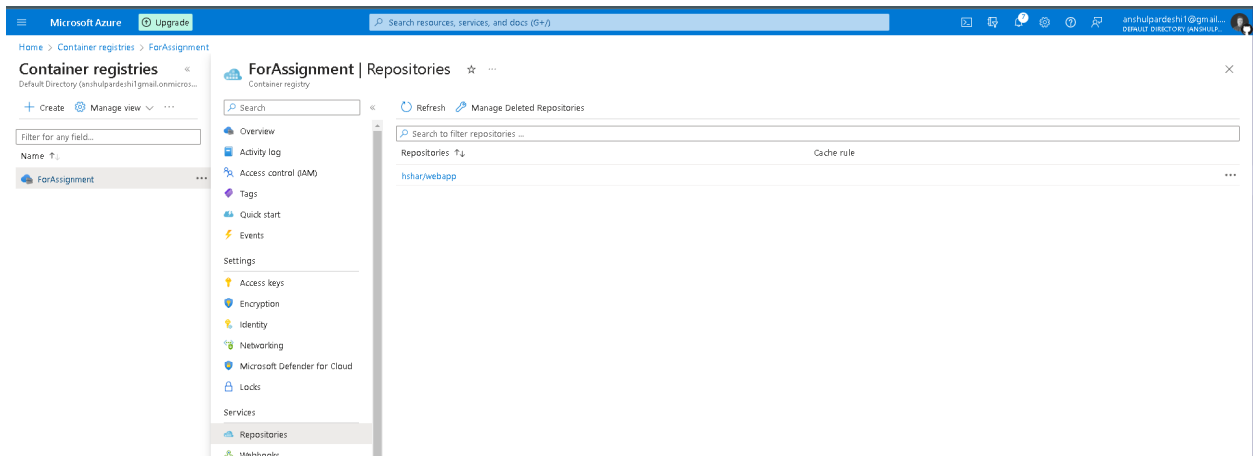 Microsoft Azure
Upgrade
Search resources, services, and docs (G+/)
7
anshulpardeshi1@gmail....
DEFAULT DIRECTORY (ANSHULP...
Home > Container registries > ForAssignment
Container registries «
Default Directory (anshulpardeshi1gmail.onmicros...
+ Create Manage view ...
Filter for any field...
Name ↑↓
ForAssignment ...
ForAssignment | Repositories ☆ ...
Container registry
Search «
Overview
Activity log
Access control (IAM)
Tags
Quick start
Events
Settings
Access keys
Encryption
Identity
Networking
Microsoft Defender for Cloud
Locks
Services
Repositories
Webhooks
Refresh Manage Deleted Repositories
Search to filter repositories ...
Repositories ↑↓ Cache rule
hshar/webapp ...